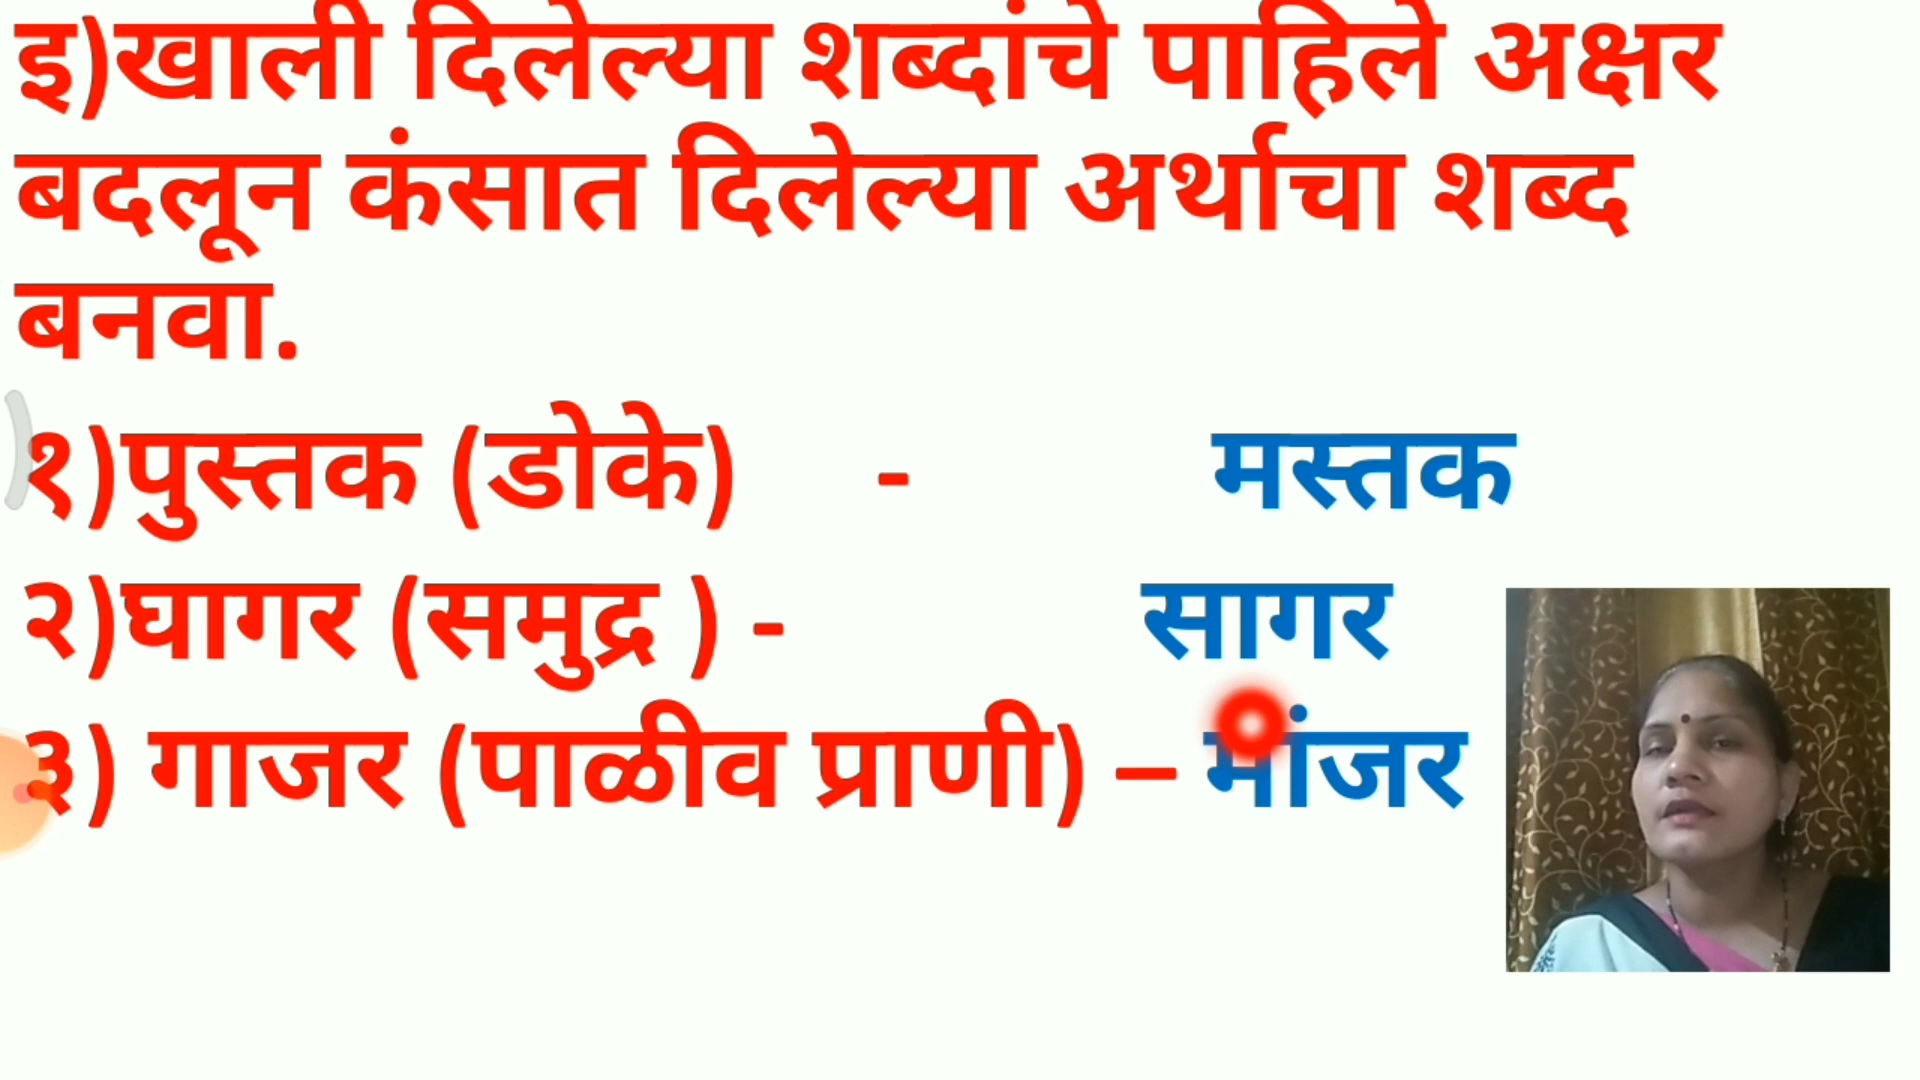 इ)खाली दिलेल्या शब्दांचे पाहिले अक्षर
बदलून कंसात दिलेल्या अर्थाचा शब्द
बनवा.
१)पुस्तक (डोके) - मस्तक
२)घागर (समुद्र ) - सागर
३) गाजर (पाळीव प्राणी) – मांजर